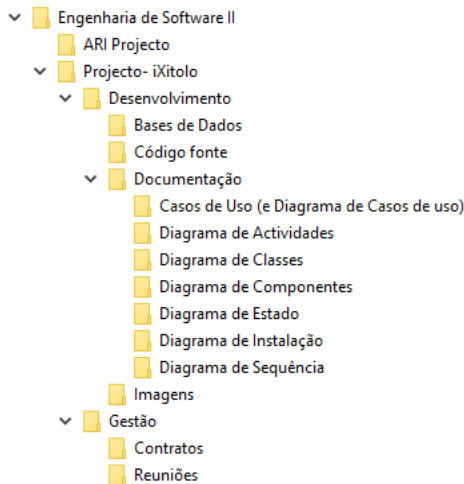 Engenharia de Software II
ARI Projecto
Projecto- iXitolo
Desenvolvimento
Bases de Dados
Código fonte
Documentação
Casos de Uso (e Diagrama de Casos de uso)
Diagrama de Actividades
Diagrama de Classes
Diagrama de Componentes
Diagrama de Estado
Diagrama de Instalação
Diagrama de Sequência
Imagens
Gestão
Contratos
Reuniões